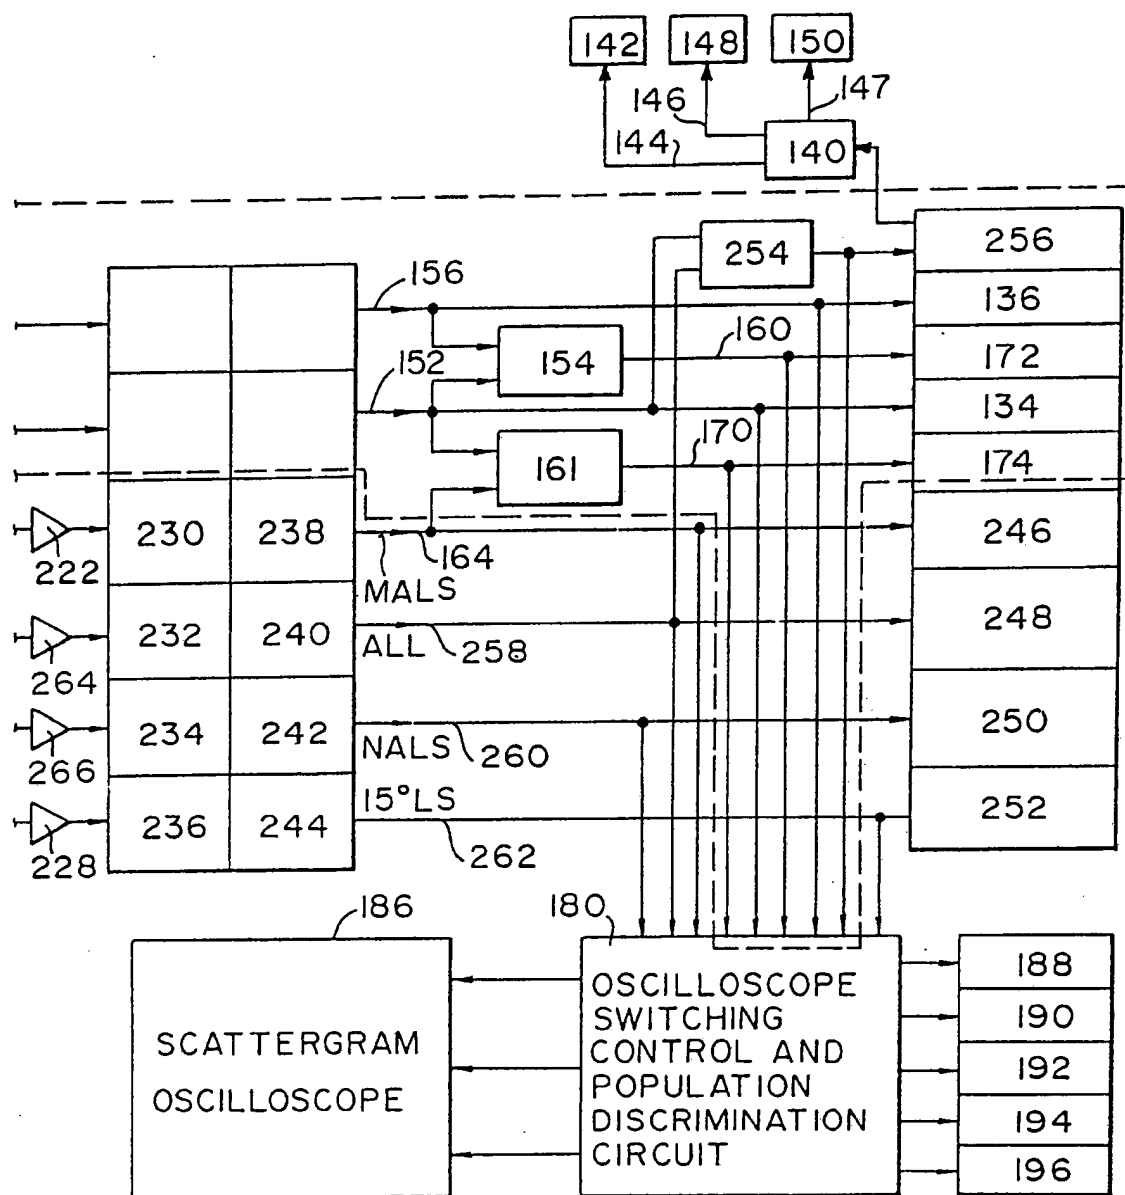 142 148 150
146 147
144 140
256
254
156 136
154 160 172
152 134
161 170 174
230 238 164 246
222 MALS
232 240 ALL 258 248
264
234 242 NALS 260 250
266
15°LS
236 244 262 252
228
186 180
SCATTERGRAM
OSCILLOSCOPE
OSCILLOSCOPE
SWITCHING
CONTROL AND
POPULATION
DISCRIMINATION
CIRCUIT
188
190
192
194
196